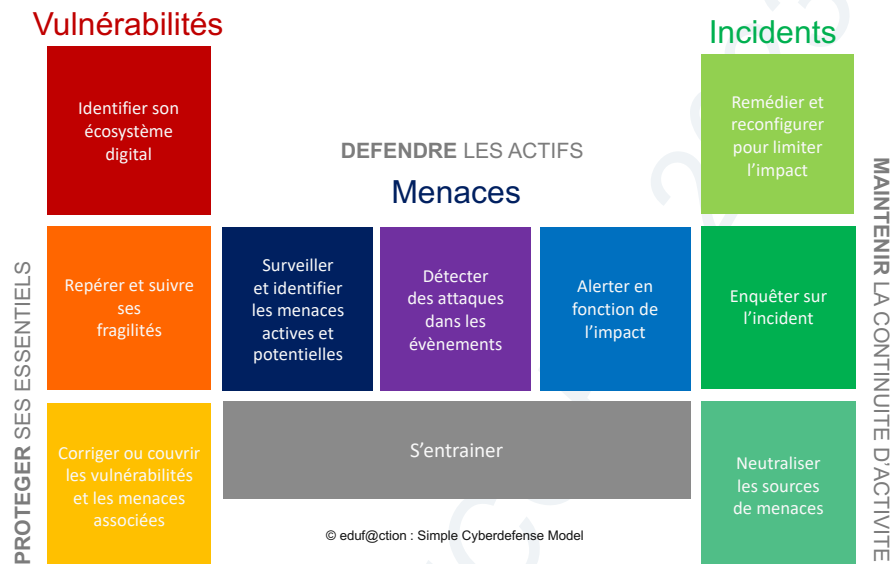 Vulnérabilités
Incidents
Identifier son
écosystème
digital
Remédier et
reconfigurer
pour limiter
l'impact
DEFENDRE LES ACTIFS
Menaces
PROTEGER SES ESSENTIELS
Repérer et suivre
ses
fragilités
Surveiller
et identifier
les menaces
actives et
potentielles
Détecter
des attaques
dans les
évènements
Alerter en
fonction de
l'impact
Enquêter sur
l'incident
MAINTENIR LA CONTINUITE D'ACTIVITE
Corriger ou couvrir
les vulnérabilités
et les menaces
associées
S'entrainer
Neutraliser
les sources
de menaces
© eduf@ction : Simple Cyberdefense Model